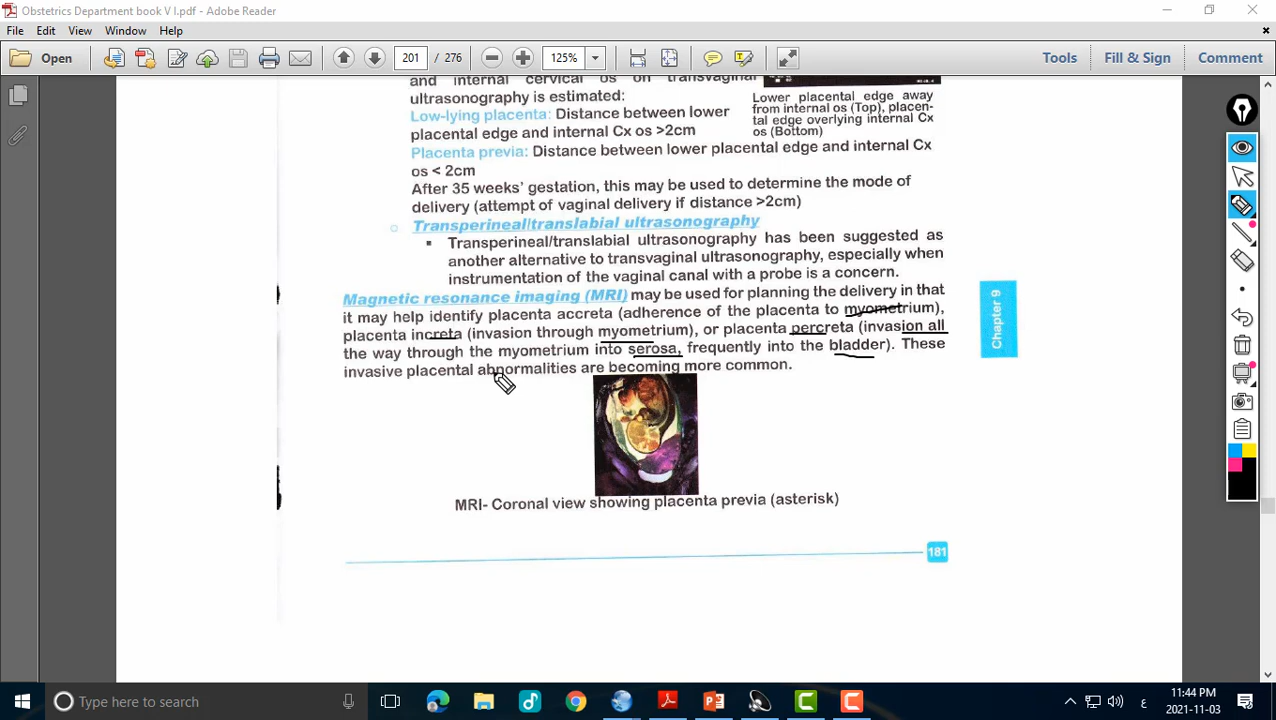 Obstetrics Department book V I.pdf - Adobe Reader
File Edit View Window Help
Open 201 / 276 125% Tools Fill & Sign Comment
and internal cervical os on transvaginal
ultrasonography is estimated:
Low-lying placenta: Distance between lower
placental edge and internal Cx os >2cm
Lower placental edge away
from internal os (Top), placen-
tal edge overlying internal Cx
os (Bottom)
Placenta previa: Distance between lower placental edge and internal Cx
os < 2cm
After 35 weeks' gestation, this may be used to determine the mode of
delivery (attempt of vaginal delivery if distance >2cm)
Transperineal/translabial ultrasonography
Transperineal/translabial ultrasonography has been suggested as
another alternative to transvaginal ultrasonography, especially when
instrumentation of the vaginal canal with a probe is a concern.
Magnetic resonance imaging (MRI) may be used for planning the delivery in that
it may help identify placenta accreta (adherence of the placenta to myometrium),
placenta increta (invasion through myometrium), or placenta percreta (invasion all
the way through the myometrium into serosa, frequently into the bladder). These
invasive placental abnormalities are becoming more common.
Chapter 9
MRI- Coronal view showing placenta previa (asterisk)
181
Type here to search
ع
11:44 PM
2021-11-03